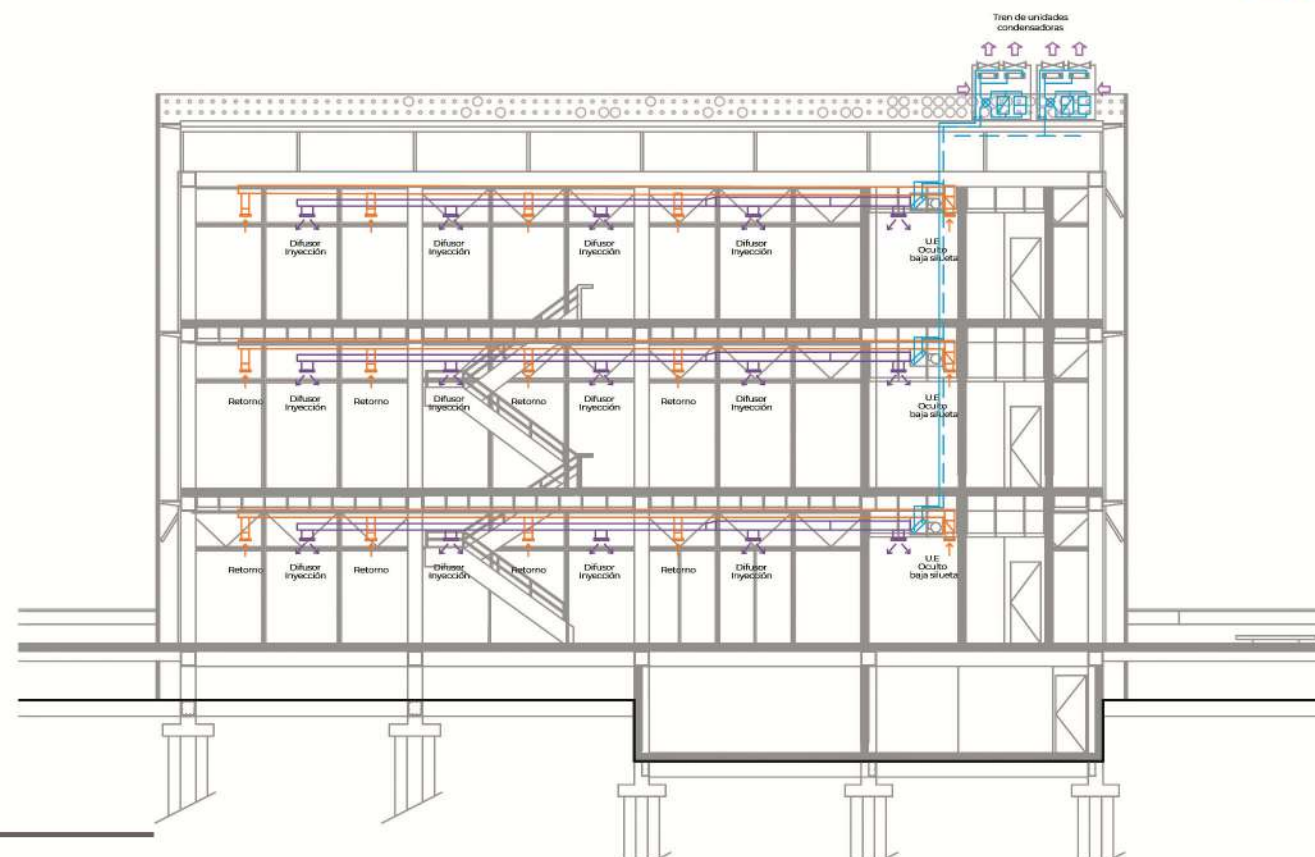 Tren de unidades
condensadoras
Difusor
Inyección
Difusor
Inyección
Difusor
Inyección
Difusor
Inyección
U.E
Oculto
baja silueta
Retorno
Difusor
Inyección
Retorno
Difusor
Inyección
Retorno
Difusor
Inyección
Retorno
Difusor
Inyección
U.E
Oculto
baja silueta
Retorno
Difusor
Inyección
Retorno
Difusor
Inyección
Retorno
Difusor
Inyección
Retorno
Difusor
Inyección
U.E
Oculto
baja silueta